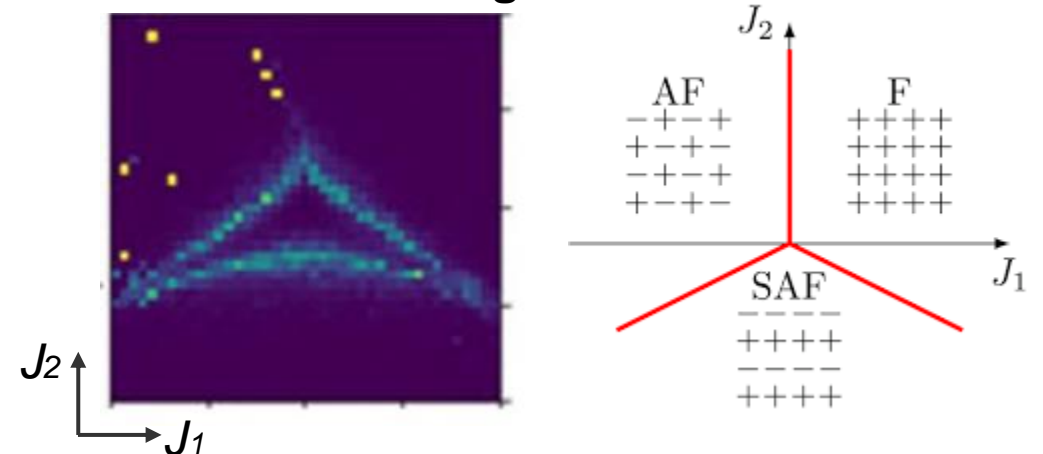 J2
J1
J2
AF
- + - +
+ - + -
- + - +
+ - + -
F
+ + + +
+ + + +
+ + + +
+ + + +
J1
SAF
- - - -
+ + + +
- - - -
+ + + +